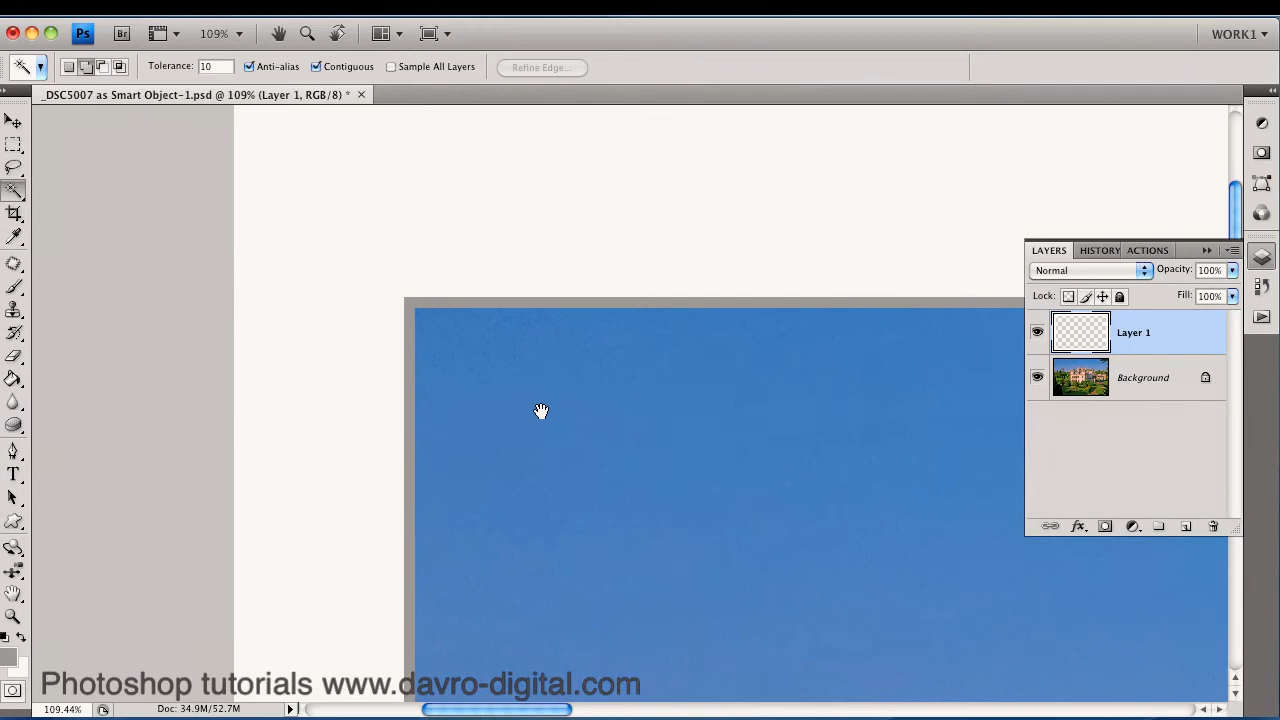 Ps Br 109% WORK1
Tolerance: 10 Anti-alias Contiguous Sample All Layers Refine Edge...
_DSC5007 as Smart Object-1.psd @ 109% (Layer 1, RGB/8) *
LAYERS HISTORY ACTIONS
Normal Opacity: 100%
Lock: Fill: 100%
Layer 1
Background
fx
T
Photoshop tutorials www.davro-digital.com
109.44% Doc: 34.9M/52.7M